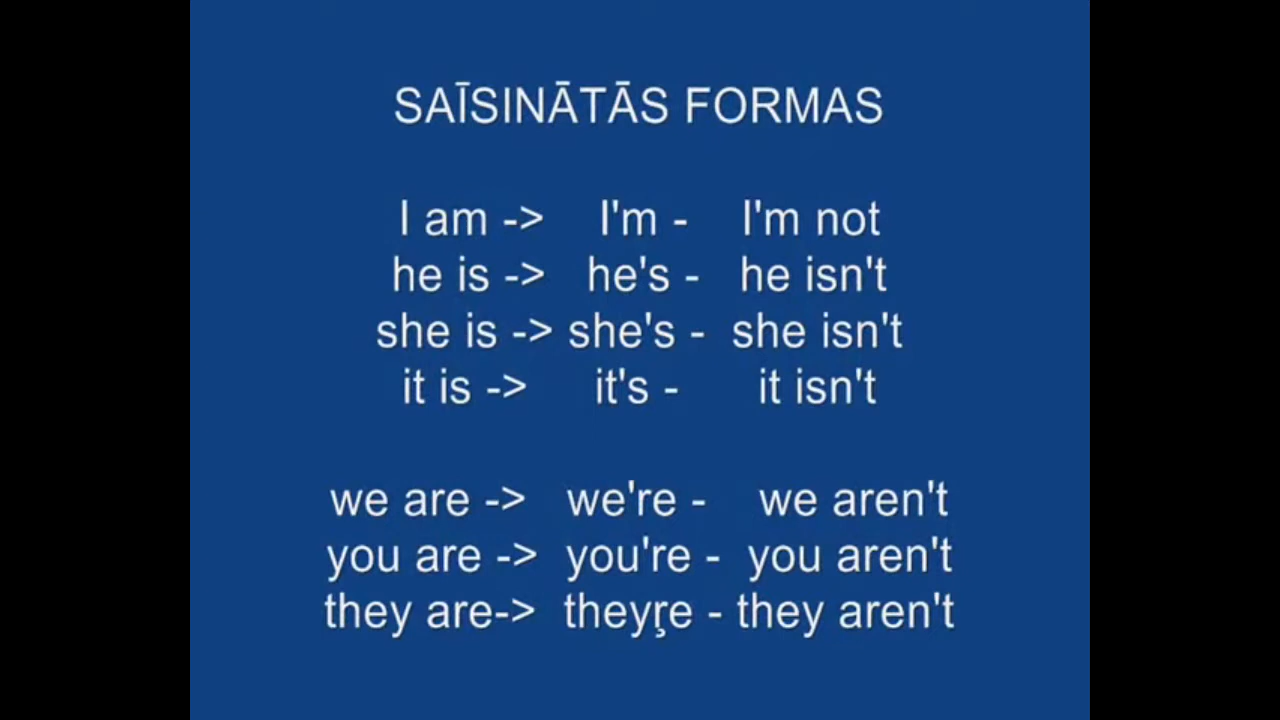 SAĪSINĀTĀS FORMAS
I am -> I'm - I'm not
he is -> he's - he isn't
she is -> she's - she isn't
it is -> it's - it isn't
we are -> we're - we aren't
you are -> you're - you aren't
they are-> theyŗe - they aren't